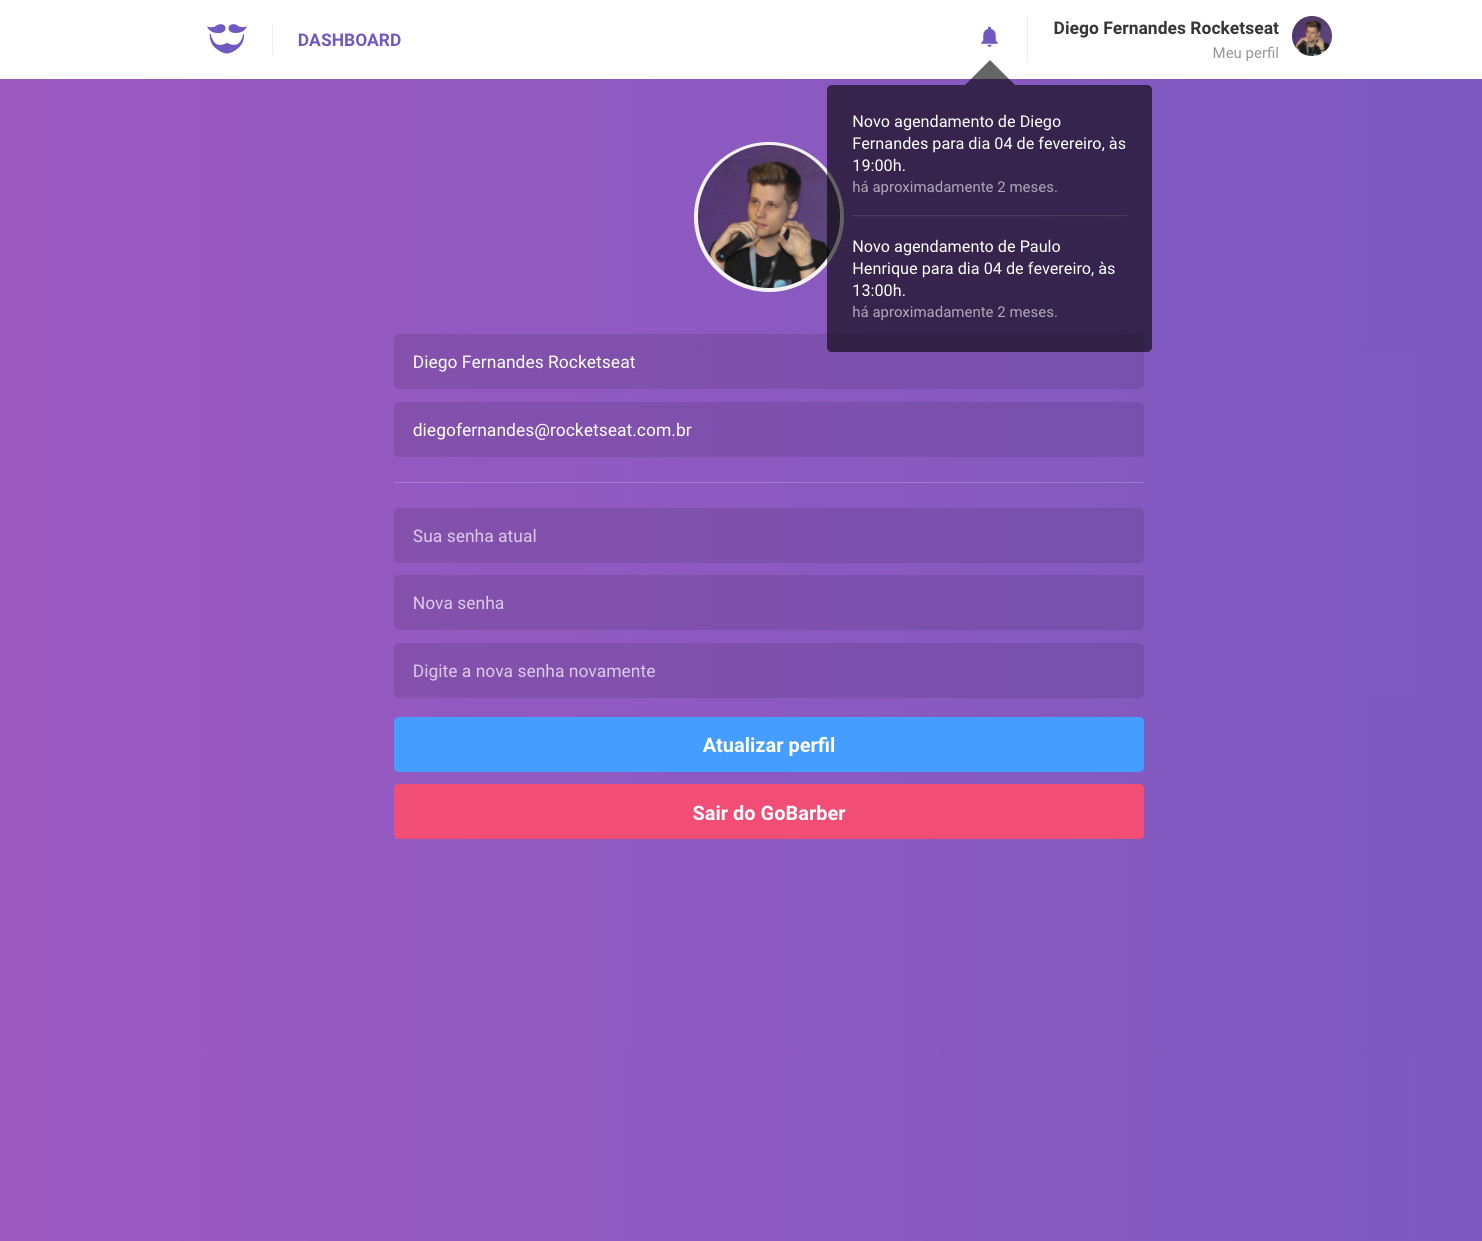 DASHBOARD
Diego Fernandes Rocketseat
Meu perfil
Novo agendamento de Diego
Fernandes para dia 04 de fevereiro, às
19:00h.
há aproximadamente 2 meses.
Novo agendamento de Paulo
Henrique para dia 04 de fevereiro, às
13:00h.
há aproximadamente 2 meses.
Diego Fernandes Rocketseat
diegofernandes@rocketseat.com.br
Sua senha atual
Nova senha
Digite a nova senha novamente
Atualizar perfil
Sair do GoBarber